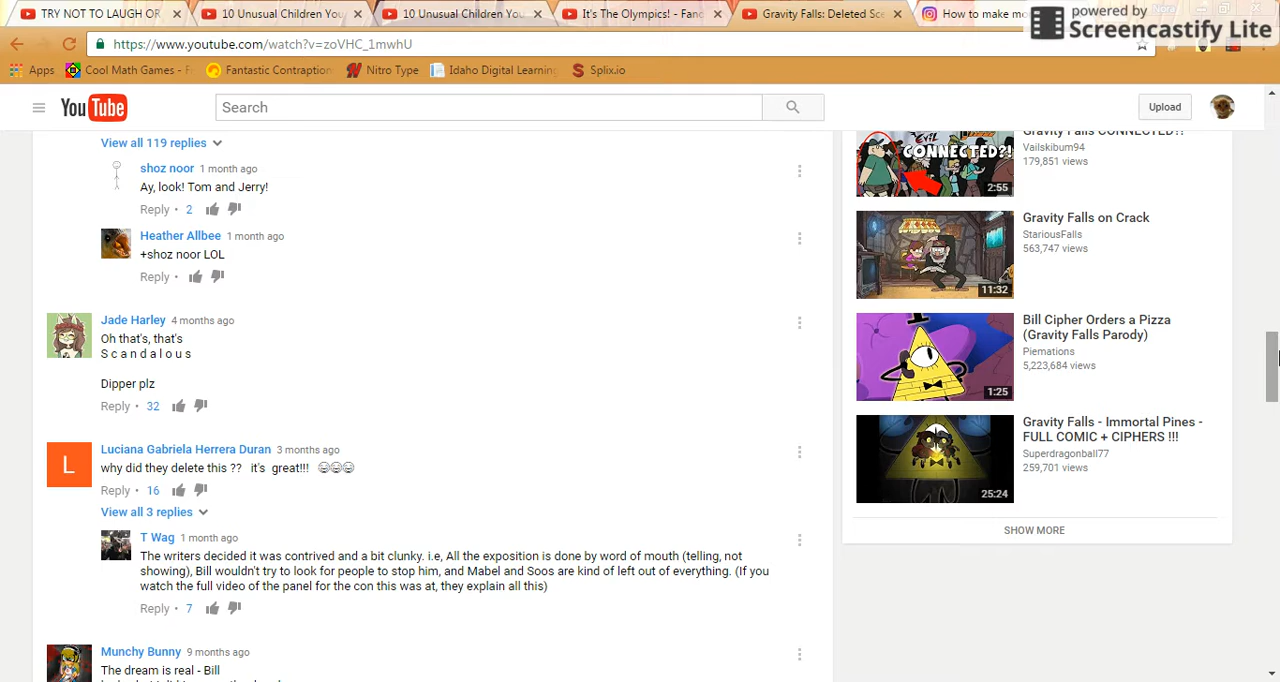 TRY NOT TO LAUGH OR
10 Unusual Children You
10 Unusual Children You
It's The Olympics! - Fand
Gravity Falls: Deleted Sc
How to make mo
powered by
Screencastify Lite
https://www.youtube.com/watch?v=zoVHC_1mwhU
Apps
Cool Math Games - F
Fantastic Contraption
Nitro Type
Idaho Digital Learning
Splix.io
YouTube
Search
Upload
View all 119 replies
shoz noor 1 month ago
Ay, look! Tom and Jerry!
Reply • 2
Heather Allbee 1 month ago
+shoz noor LOL
Reply •
Jade Harley 4 months ago
Oh that's, that's
S c a n d a l o u s
Dipper plz
Reply • 32
Luciana Gabriela Herrera Duran 3 months ago
why did they delete this ?? it's great!!! 😂😂😂
Reply • 16
View all 3 replies
T Wag 1 month ago
The writers decided it was contrived and a bit clunky. i.e, All the exposition is done by word of mouth (telling, not
showing), Bill wouldn't try to look for people to stop him, and Mabel and Soos are kind of left out of everything. (If you
watch the full video of the panel for the con this was at, they explain all this)
Reply • 7
Munchy Bunny 9 months ago
The dream is real - Bill
EVIL
CONNECTED?!
2:55
Gravity Falls CONNECTED?!
Vailskibum94
179,851 views
Gravity Falls on Crack
StariousFalls
563,747 views
11:32
Bill Cipher Orders a Pizza
(Gravity Falls Parody)
Piemations
5,223,684 views
1:25
Gravity Falls - Immortal Pines -
FULL COMIC + CIPHERS !!!
Superdragonball77
259,701 views
25:24
SHOW MORE
L